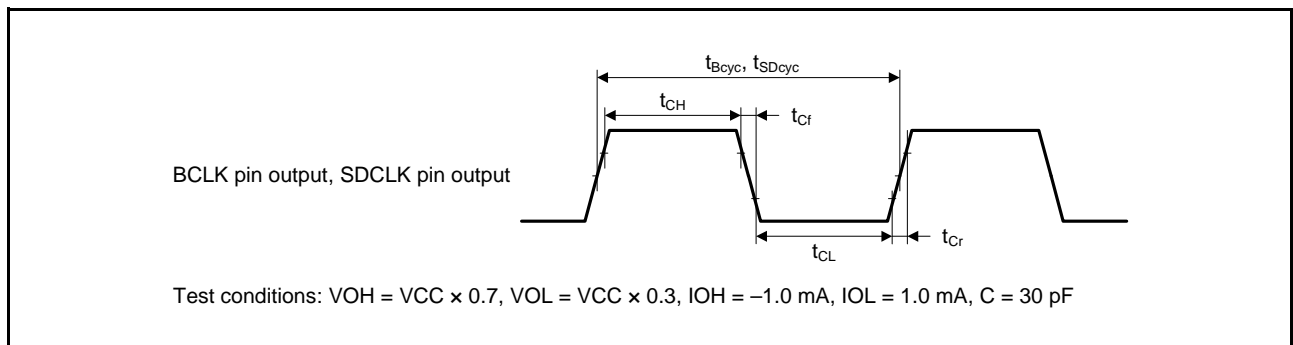 tBcyc, tSDcyc
tCH
tCf
BCLK pin output, SDCLK pin output
tCL
tCr
Test conditions: VOH = VCC × 0.7, VOL = VCC × 0.3, IOH = –1.0 mA, IOL = 1.0 mA, C = 30 pF